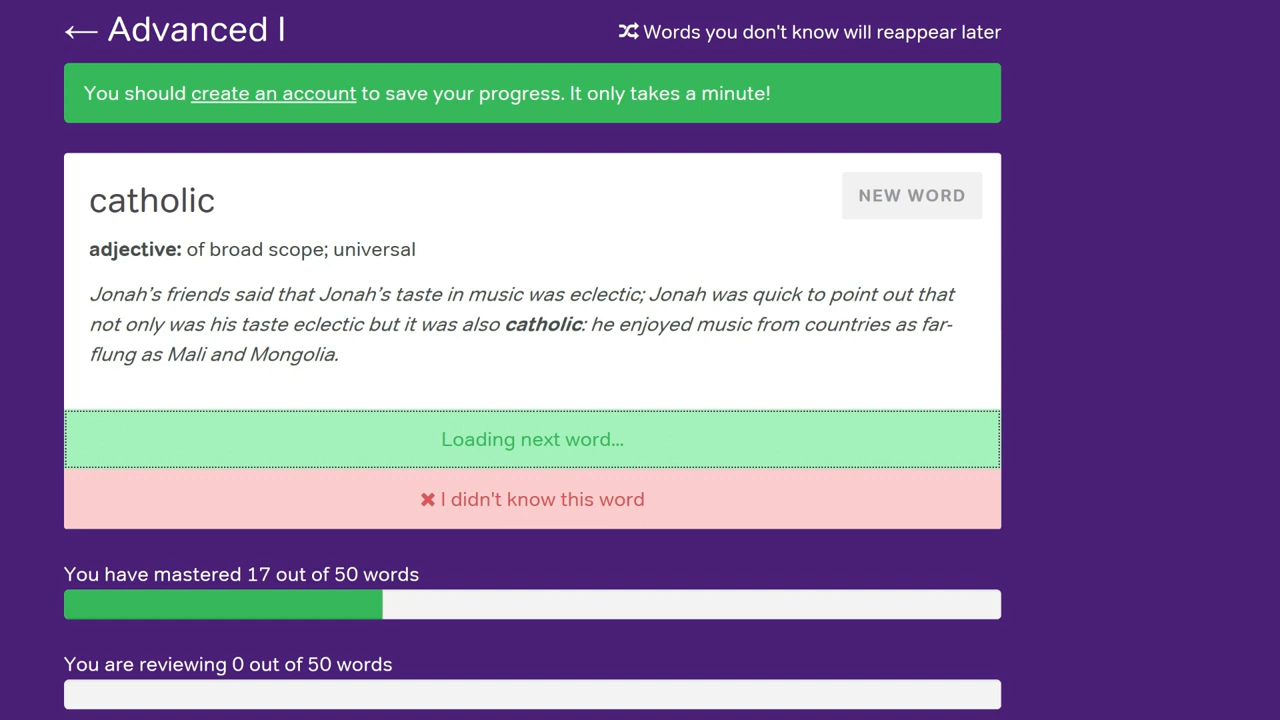 ← Advanced I
Words you don't know will reappear later
You should create an account to save your progress. It only takes a minute!
catholic
NEW WORD
adjective: of broad scope; universal
Jonah’s friends said that Jonah’s taste in music was eclectic; Jonah was quick to point out that
not only was his taste eclectic but it was also catholic: he enjoyed music from countries as far-
flung as Mali and Mongolia.
Loading next word...
✖ I didn't know this word
You have mastered 17 out of 50 words
You are reviewing 0 out of 50 words